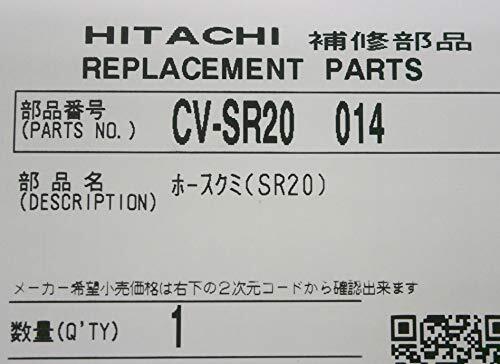 HITACHI 補修部品
REPLACEMENT PARTS
部品番号
(PARTS NO.) CV-SR20 014
部品名 ホースクミ(SR20)
(DESCRIPTION)
メーカー希望小売価格は右下の2次元コードから確認出来ます
数量(Q'TY) 1